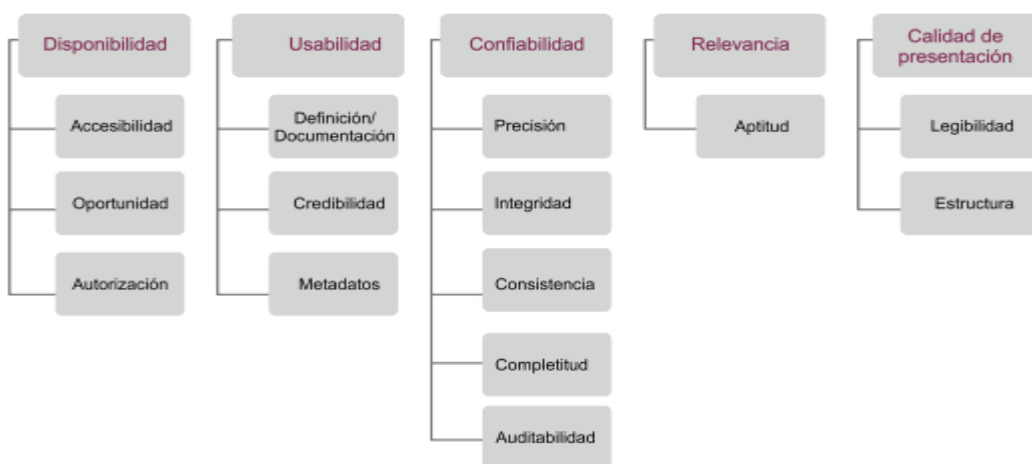 Disponibilidad
Accesibilidad
Oportunidad
Autorización
Usabilidad
Definición/
Documentación
Credibilidad
Metadatos
Confiabilidad
Precisión
Integridad
Consistencia
Completitud
Auditabilidad
Relevancia
Aptitud
Calidad de
presentación
Legibilidad
Estructura